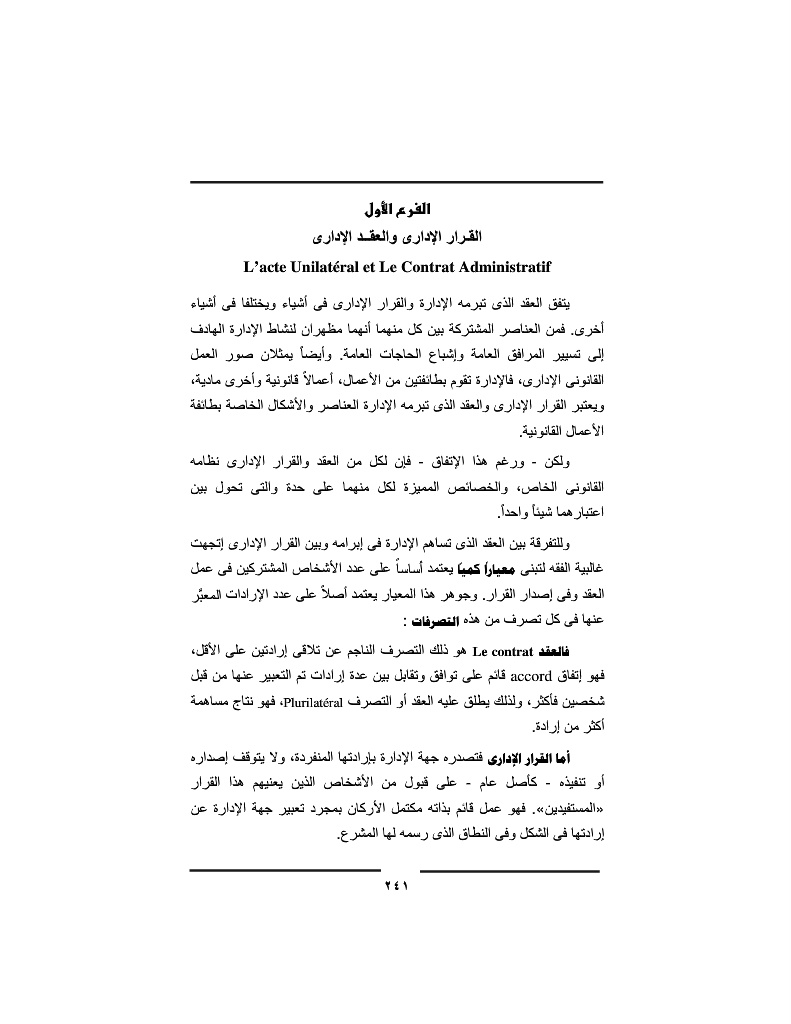 الفرع الأول
القـرار الإدارى والعقــد الإدارى
L’acte Unilatéral et Le Contrat Administratif
يتفق العقد الذى تبرمه الإدارة والقرار الإدارى فى أشياء ويختلفا فى أشياء
أخرى. فمن العناصر المشتركة بين كل منهما أنهما مظهران لنشاط الإدارة الهادف
إلى تسيير المرافق العامة وإشباع الحاجات العامة. وأيضاً يمثلان صور العمل
القانونى الإدارى، فالإدارة تقوم بطائفتين من الأعمال، أعمالاً قانونية وأخرى مادية،
ويعتبر القرار الإدارى والعقد الذى تبرمه الإدارة العناصر والأشكال الخاصة بطائفة
الأعمال القانونية.
ولكن - ورغم هذا الإتفاق - فإن لكل من العقد والقرار الإدارى نظامه
القانونى الخاص، والخصائص المميزة لكل منهما على حدة والتى تحول بين
اعتبارهما شيئاً واحداً.
وللتفرقة بين العقد الذى تساهم الإدارة فى إبرامه وبين القرار الإدارى إتجهت
غالبية الفقه لتبنى معياراً كمياً يعتمد أساساً على عدد الأشخاص المشتركين فى عمل
العقد وفى إصدار القرار. وجوهر هذا المعيار يعتمد أصلاً على عدد الإرادات المعبَّر
عنها فى كل تصرف من هذه التصرفات :
فالعقد Le contrat هو ذلك التصرف الناجم عن تلاقى إرادتين على الأقل،
فهو إتفاق accord قائم على توافق وتقابل بين عدة إرادات تم التعبير عنها من قبل
شخصين فأكثر، ولذلك يطلق عليه العقد أو التصرف Plurilatéral، فهو نتاج مساهمة
أكثر من إرادة.
أما القرار الإدارى فتصدره جهة الإدارة بإرادتها المنفردة، ولا يتوقف إصداره
أو تنفيذه - كأصل عام - على قبول من الأشخاص الذين يعنيهم هذا القرار
«المستفيدين». فهو عمل قائم بذاته مكتمل الأركان بمجرد تعبير جهة الإدارة عن
إرادتها فى الشكل وفى النطاق الذى رسمه لها المشرع.
٢٤١